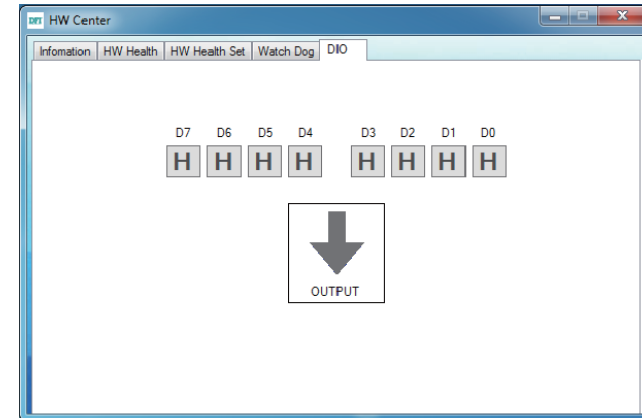 DFI HW Center
Infomation HW Health HW Health Set Watch Dog DIO
D7 D6 D5 D4 D3 D2 D1 D0
H H H H H H H H
OUTPUT